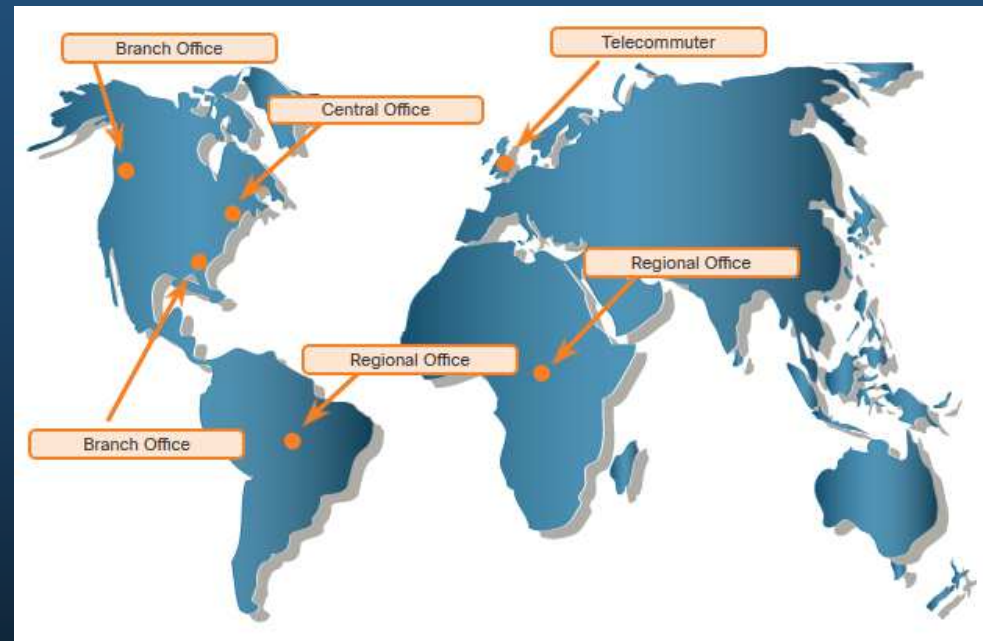 Branch Office
Telecommuter
Central Office
Regional Office
Regional Office
Branch Office